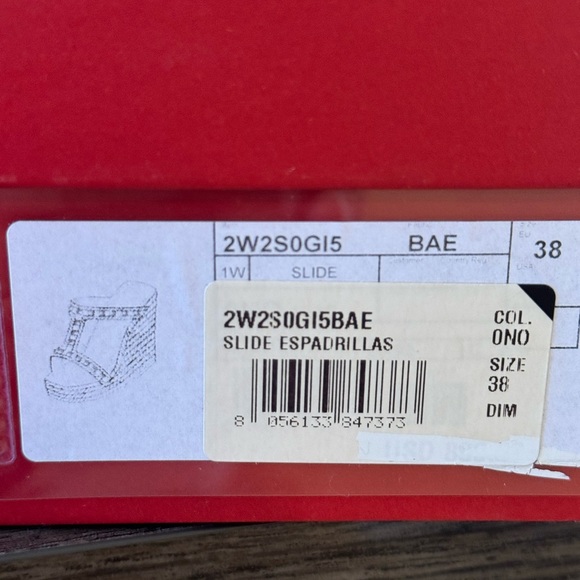 2W2S0GI5 BAE 38
1W SLIDE
2W2S0GI5BAE
SLIDE ESPADRILLAS
COL.
0NO
SIZE
38
DIM
8 056133 847373